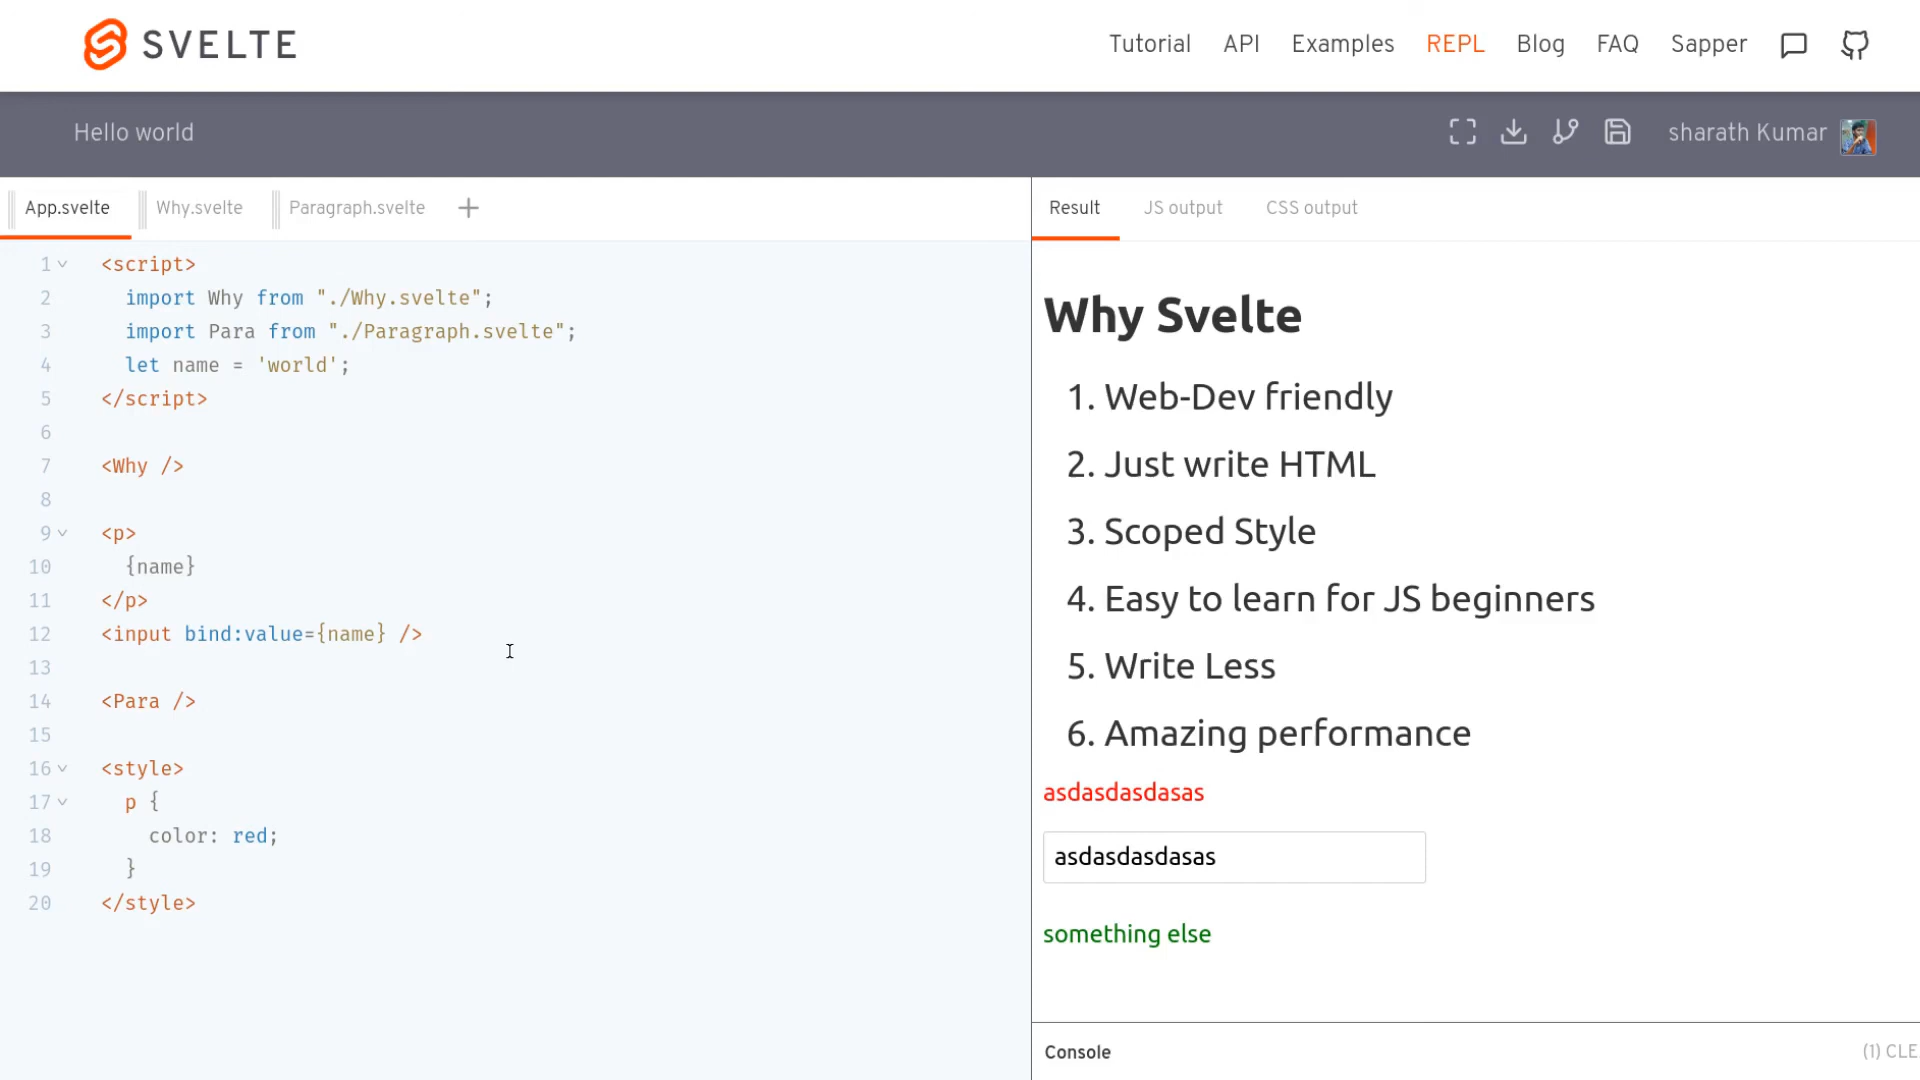 SVELTE
Tutorial API Examples REPL Blog FAQ Sapper
Hello world
sharath Kumar
App.svelte Why.svelte Paragraph.svelte +
1 <script>
2 import Why from "./Why.svelte";
3 import Para from "./Paragraph.svelte";
4 let name = 'world';
5 </script>
6
7 <Why />
8
9 <p>
10 {name}
11 </p>
12 <input bind:value={name} />
13
14 <Para />
15
16 <style>
17 p {
18 color: red;
19 }
20 </style>
Result JS output CSS output
Why Svelte
1. Web-Dev friendly
2. Just write HTML
3. Scoped Style
4. Easy to learn for JS beginners
5. Write Less
6. Amazing performance
asdasdasdasas
asdasdasdasas
something else
Console
(1) CLE